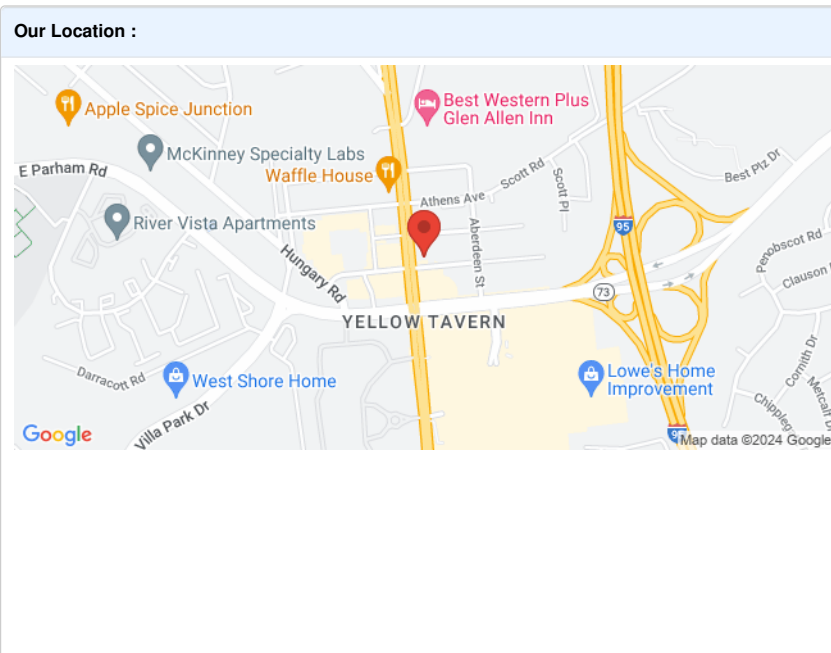 Our Location :
Apple Spice Junction
Best Western Plus
Glen Allen Inn
McKinney Specialty Labs
E Parham Rd
Waffle House
Scott Rd
Best Plz Dr
Athens Ave
Scott Pl
River Vista Apartments
Aberdeen St
95
Penobscot Rd
Hungary Rd
Clauson
73
YELLOW TAVERN
Cornith Dr
Darracott Rd
West Shore Home
Lowe's Home
Improvement
Metcalf Dr
Chippleg
Villa Park Dr
Google
95
Map data ©2024 Google